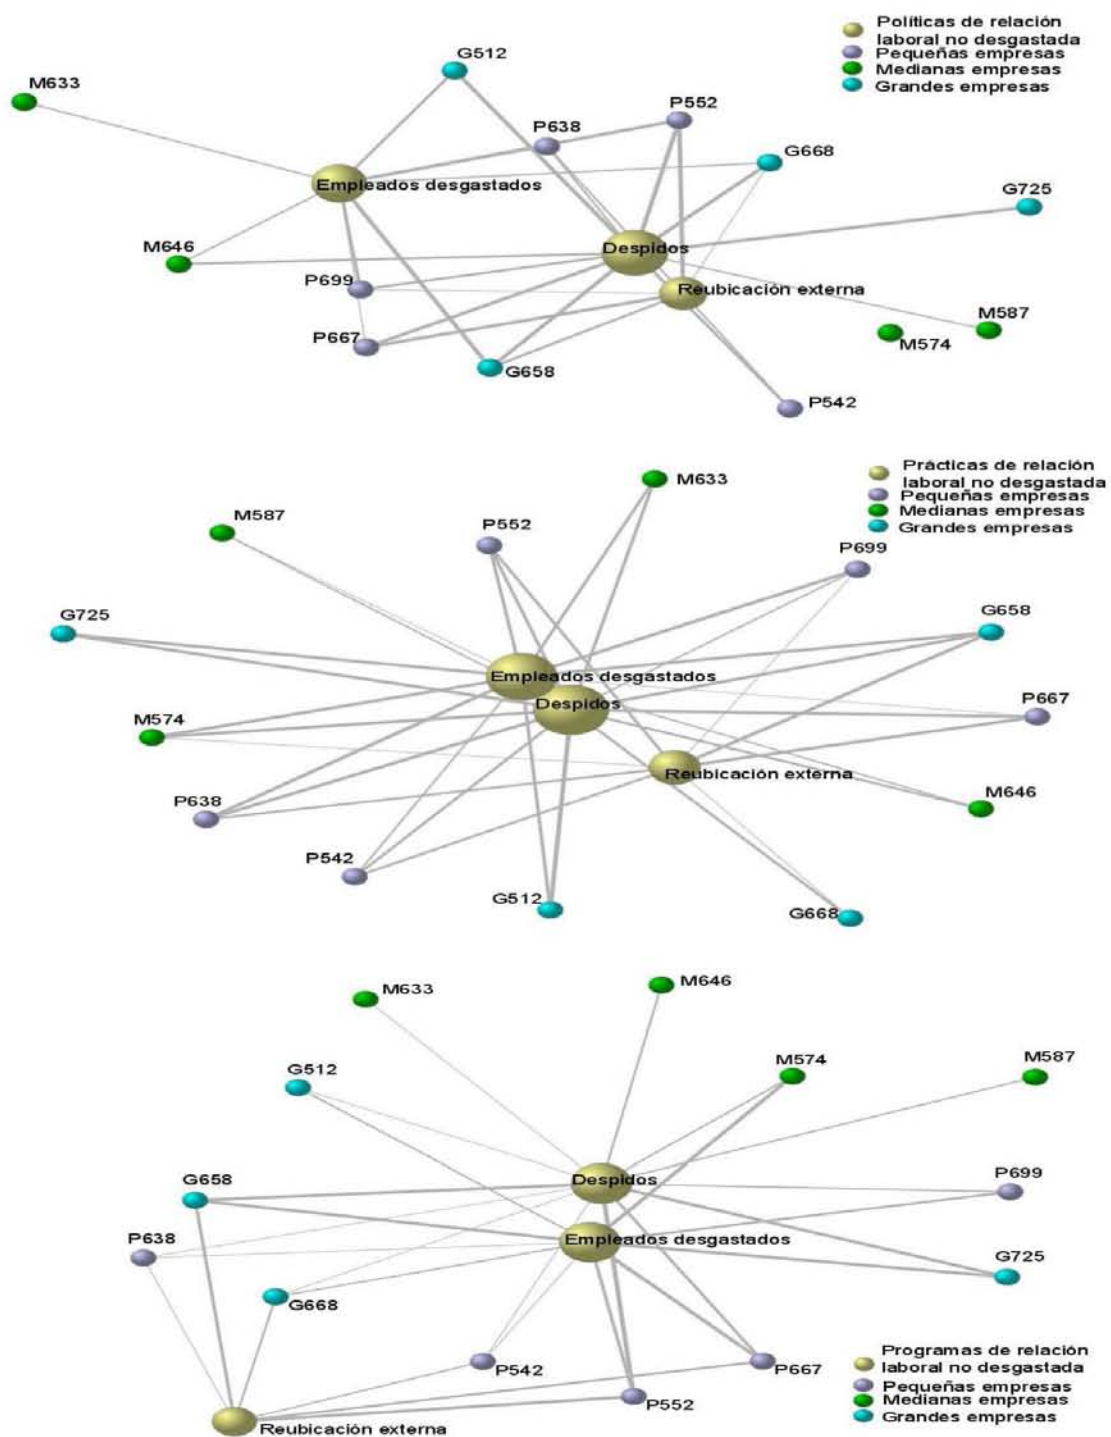 Políticas de relación
laboral no desgastada
Pequeñas empresas
Medianas empresas
Grandes empresas
G512
M633
P552
P638
G668
Empleados desgastados
G725
M646
Despidos
P699
Reubicación externa
M587
P667
M574
G658
P542
Prácticas de relación
laboral no desgastada
Pequeñas empresas
Medianas empresas
Grandes empresas
M633
M587
P552
P699
G725
G658
Empleados desgastados
Despidos
P667
M574
Reubicación externa
M646
P638
P542
G512
G668
M633
M646
G512
M574
M587
Despidos
P699
G658
P638
Empleados desgastados
G725
G668
P542
P667
P552
Reubicación externa
Programas de relación
laboral no desgastada
Pequeñas empresas
Medianas empresas
Grandes empresas